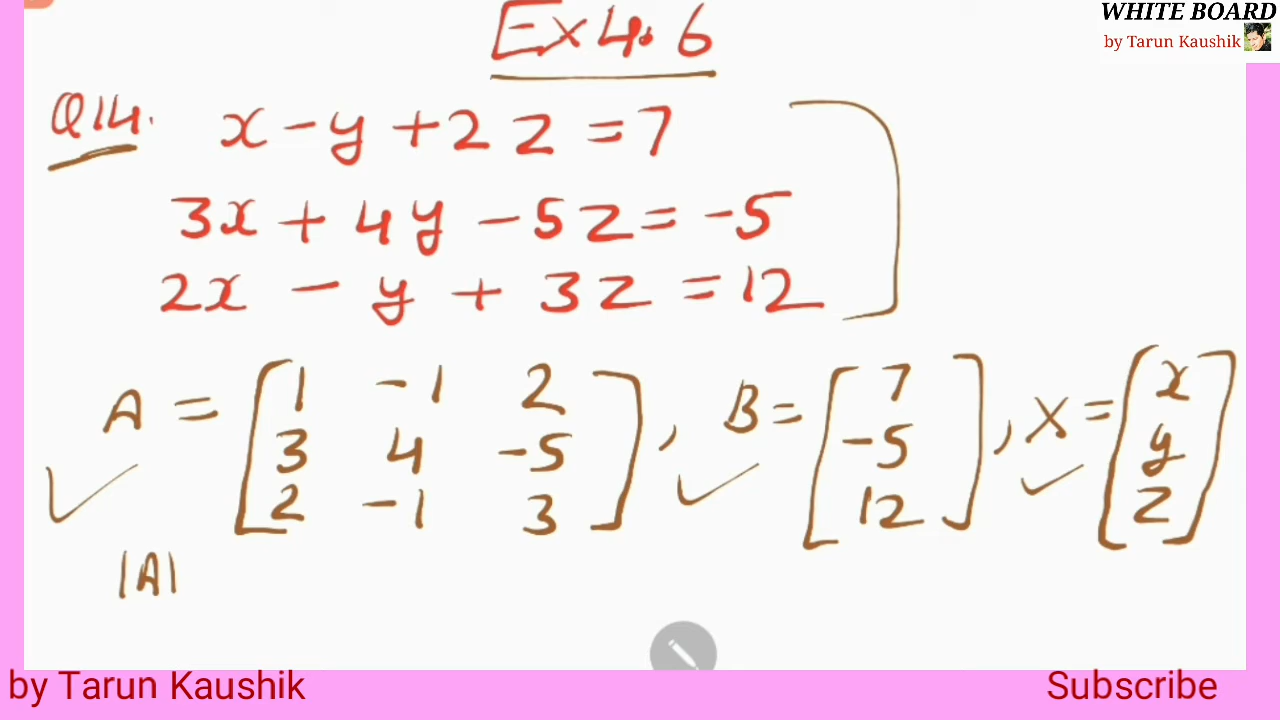 WHITE BOARD
by Tarun Kaushik
Ex 4.6
Q14. x - y + 2z = 7
3x + 4y - 5z = -5
2x - y + 3z = 12
A = [1 -1 2
3 4 -5
2 -1 3], B = [7
-5
12], X = [x
y
z]
|A|
by Tarun Kaushik
Subscribe